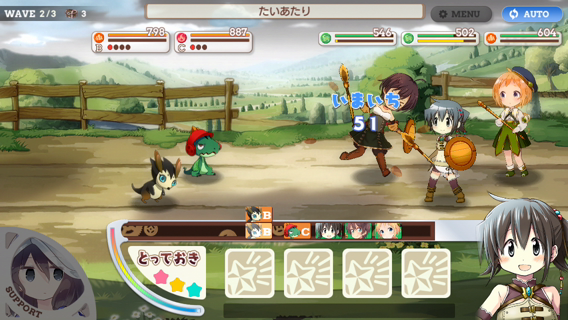 WAVE 2/3 3
たいあたり
MENU
AUTO
798
887
546
502
604
B
C
いまいち
51
B
B
C
とっておき
SUPPORT